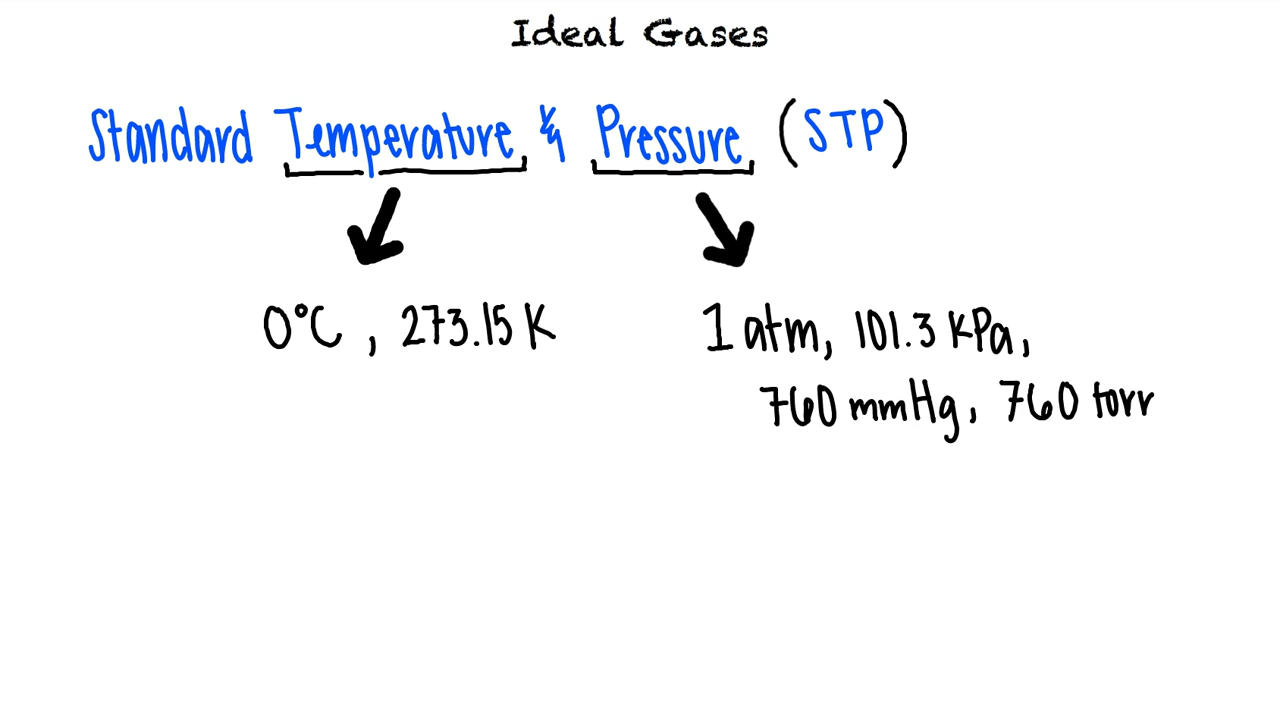 Ideal Gases
Standard Temperature & Pressure (STP)
0°C, 273.15 K
1 atm, 101.3 kPa,
760 mmHg, 760 torr